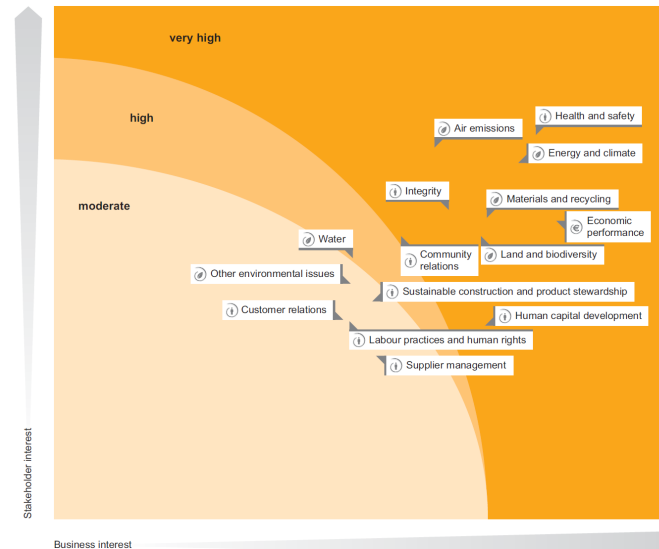 very high
high
Health and safety
Air emissions
Energy and climate
Integrity
Materials and recycling
moderate
Economic
performance
Water
Community
relations
Land and biodiversity
Other environmental issues
Sustainable construction and product stewardship
Customer relations
Human capital development
Labour practices and human rights
Supplier management
Stakeholder interest
Business interest